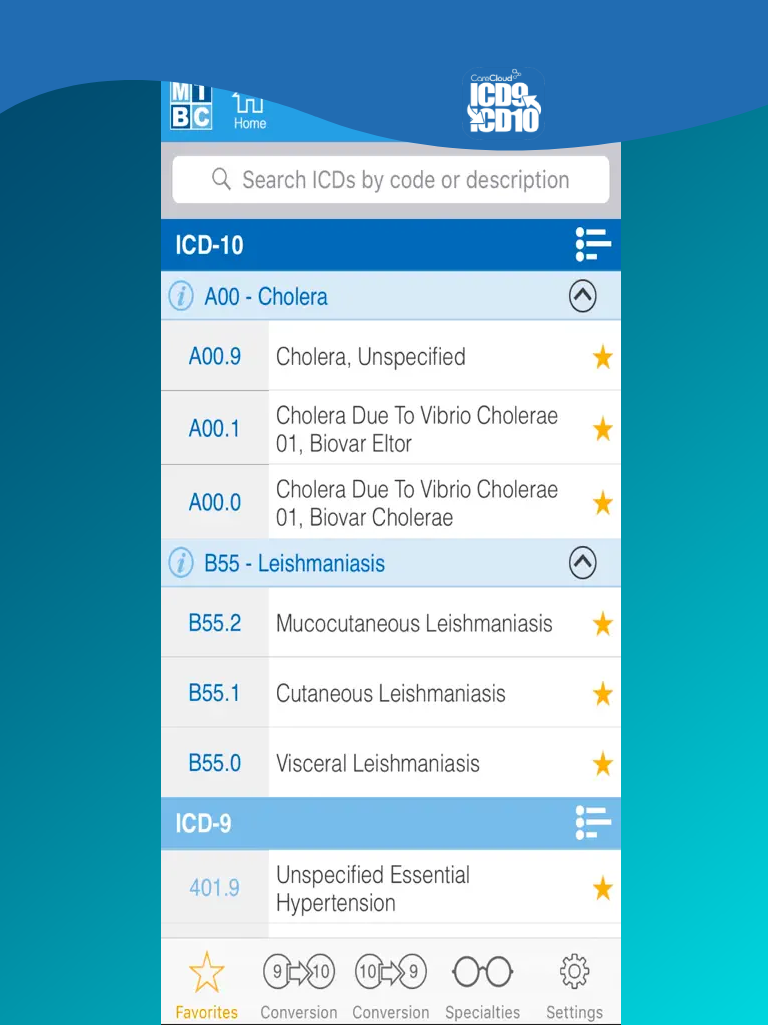 MTBC
Home
CareCloud
ICD9
ICD10
Search ICDs by code or description
ICD-10
i A00 - Cholera
A00.9 Cholera, Unspecified
A00.1 Cholera Due To Vibrio Cholerae
01, Biovar Eltor
A00.0 Cholera Due To Vibrio Cholerae
01, Biovar Cholerae
i B55 - Leishmaniasis
B55.2 Mucocutaneous Leishmaniasis
B55.1 Cutaneous Leishmaniasis
B55.0 Visceral Leishmaniasis
ICD-9
401.9 Unspecified Essential
Hypertension
9 10 10 9
Favorites Conversion Conversion Specialties Settings